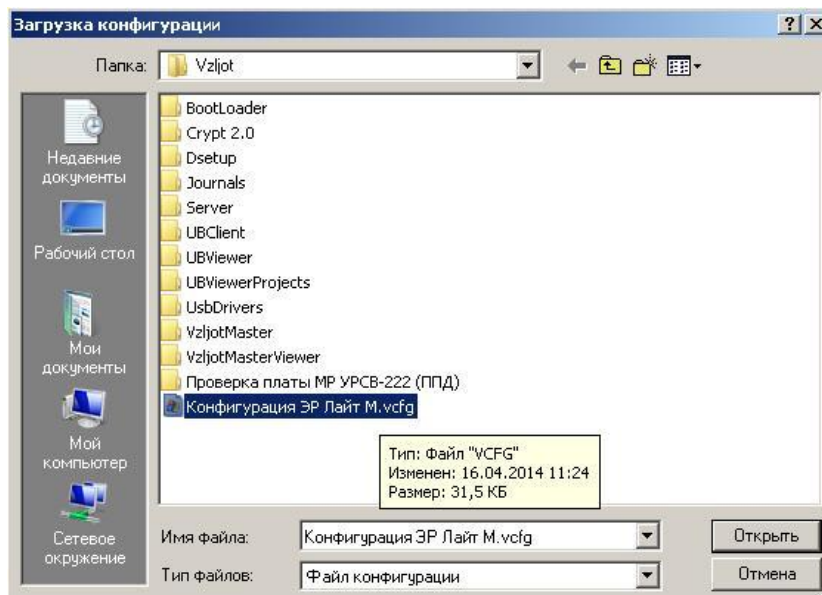 Загрузка конфигурации
Папка: Vzljot
BootLoader
Crypt 2.0
Dsetup
Journals
Server
UBClient
UBViewer
UBViewerProjects
UsbDrivers
VzljotMaster
VzljotMasterViewer
Проверка платы МР УРСВ-222 (ППД)
Конфигурация ЭР Лайт М.vcfg
Тип: Файл "VCFG"
Изменен: 16.04.2014 11:24
Размер: 31,5 КБ
Недавние
документы
Рабочий стол
Мои
документы
Мой
компьютер
Сетевое
окружение
Имя файла: Конфигурация ЭР Лайт М.vcfg Открыть
Тип файлов: Файл конфигурации Отмена